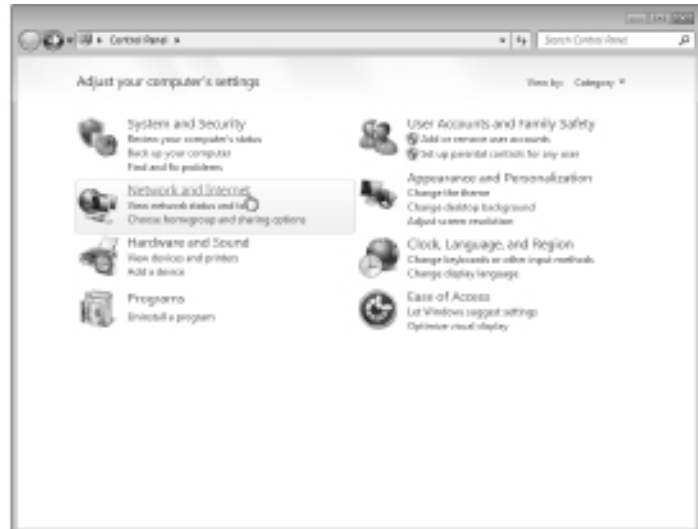 Control Panel
Search Control Panel
Adjust your computer's settings
View by: Category
System and Security
Review your computer's status
Back up your computer
Find and fix problems
Network and Internet
View network status and
Choose homegroup and sharing options
Hardware and Sound
View devices and printers
Add a device
Programs
Uninstall a program
User Accounts and Family Safety
Add or remove user accounts
Set up parental controls for any user
Appearance and Personalization
Change the theme
Change desktop background
Adjust screen resolution
Clock, Language, and Region
Change keyboards or other input methods
Change display language
Ease of Access
Let Windows suggest settings
Optimize visual display